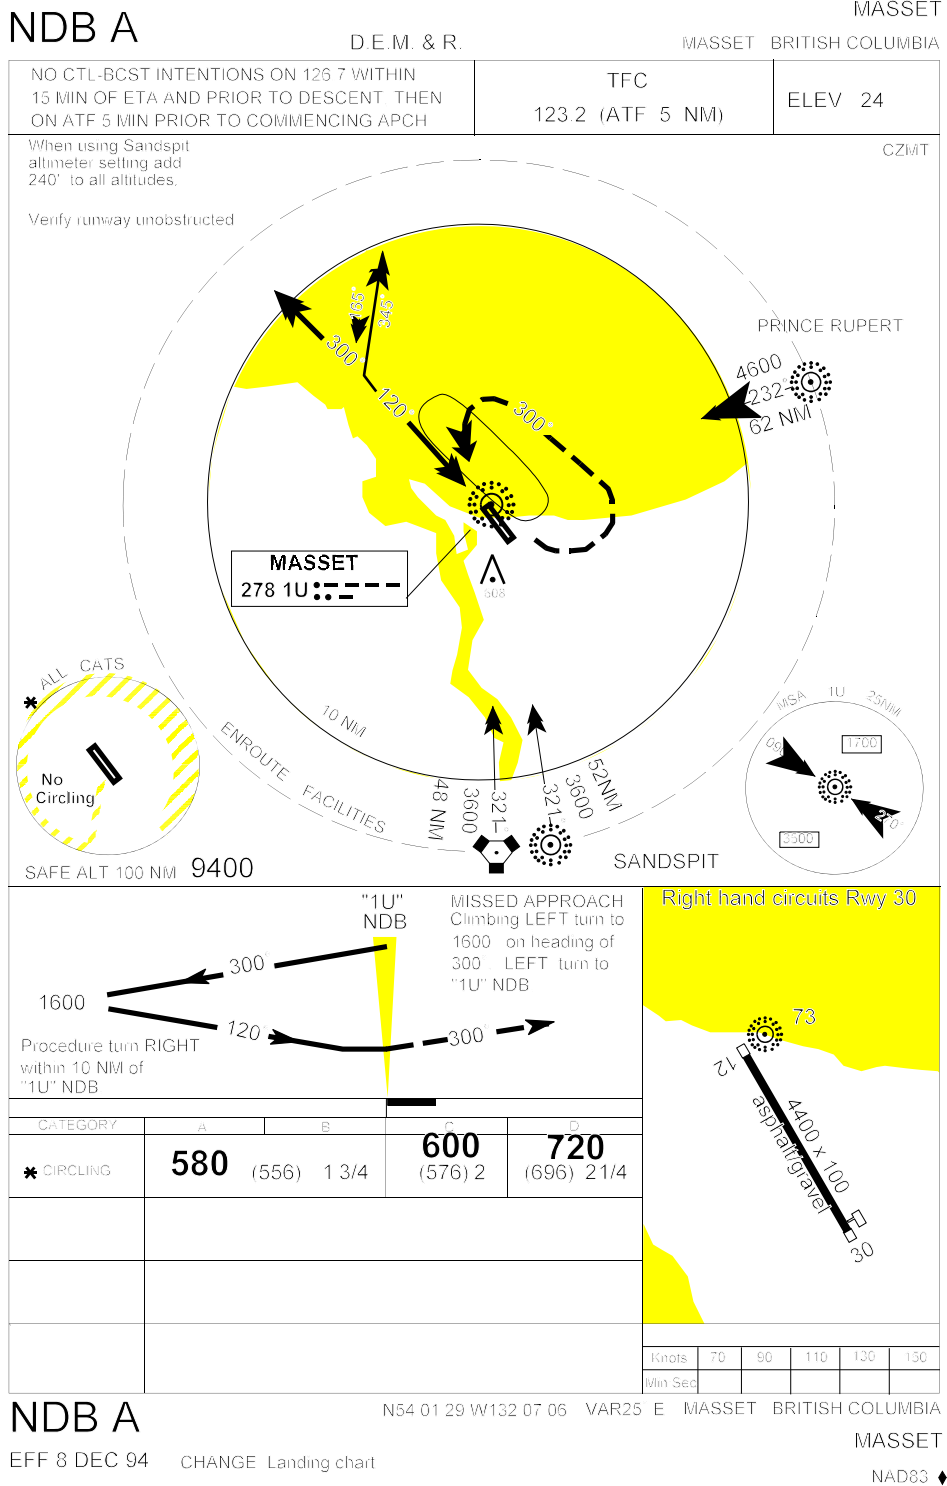 NDB A
D.E.M. & R.
MASSET
MASSET BRITISH COLUMBIA
NO CTL-BCST INTENTIONS ON 126 7 WITHIN
15 MIN OF ETA AND PRIOR TO DESCENT THEN
ON ATF 5 MIN PRIOR TO COMMENCING APCH
TFC
123.2 (ATF 5 NM)
ELEV 24
When using Sandspit
altimeter setting add
240' to all altitudes.
Verify runway unobstructed
CZMT
165°
345°
300°
120°
300°
PRINCE RUPERT
4600
232°
62 NM
MASSET
278 1U
608
10 NM
ENROUTE FACILITIES
48 NM
3600
321°
321°
3600
52NM
SANDSPIT
* ALL CATS
No
Circling
SAFE ALT 100 NM 9400
MSA 1U 25NM
090
1700
3500
"1U"
NDB
300°
1600
120°
300°
Procedure turn RIGHT
within 10 NM of
"1U" NDB
MISSED APPROACH
Climbing LEFT turn to
1600 on heading of
300 LEFT turn to
"1U" NDB
Right hand circuits Rwy 30
73
12
4400 x 100
asphalt/gravel
30
CATEGORY A B C D
* CIRCLING 580 (556) 1 3/4 600 (576) 2 720 (696) 2 1/4
Knots 70 90 110 130 150
Min Sec
NDB A
N54 01 29 W132 07 06 VAR25 E MASSET BRITISH COLUMBIA
MASSET
EFF 8 DEC 94 CHANGE Landing chart
NAD83